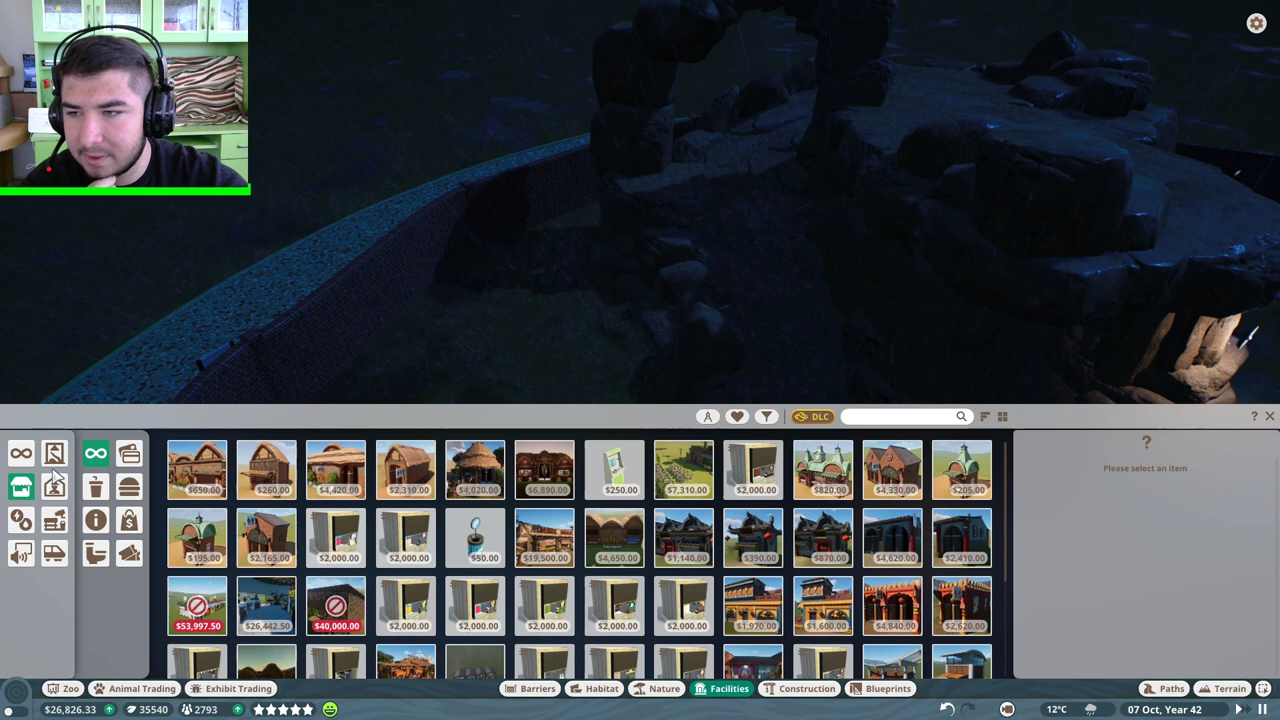 DLC
?
?
Please select an item
$650.00 $260.00 $4,420.00 $2,310.00 $4,020.00 $6,890.00 $250.00 $7,310.00 $2,000.00 $820.00 $4,330.00 $205.00
$195.00 $2,165.00 $2,000.00 $2,000.00 $50.00 $19,500.00 $4,650.00 $1,140.00 $390.00 $870.00 $4,620.00 $2,410.00
$53,997.50 $26,442.50 $40,000.00 $2,000.00 $2,000.00 $2,000.00 $2,000.00 $2,000.00 $1,970.00 $1,600.00 $4,840.00 $2,620.00
Zoo Animal Trading Exhibit Trading Barriers Habitat Nature Facilities Construction Blueprints Paths Terrain
$26,826.33 35540 2793 12°C 07 Oct, Year 42